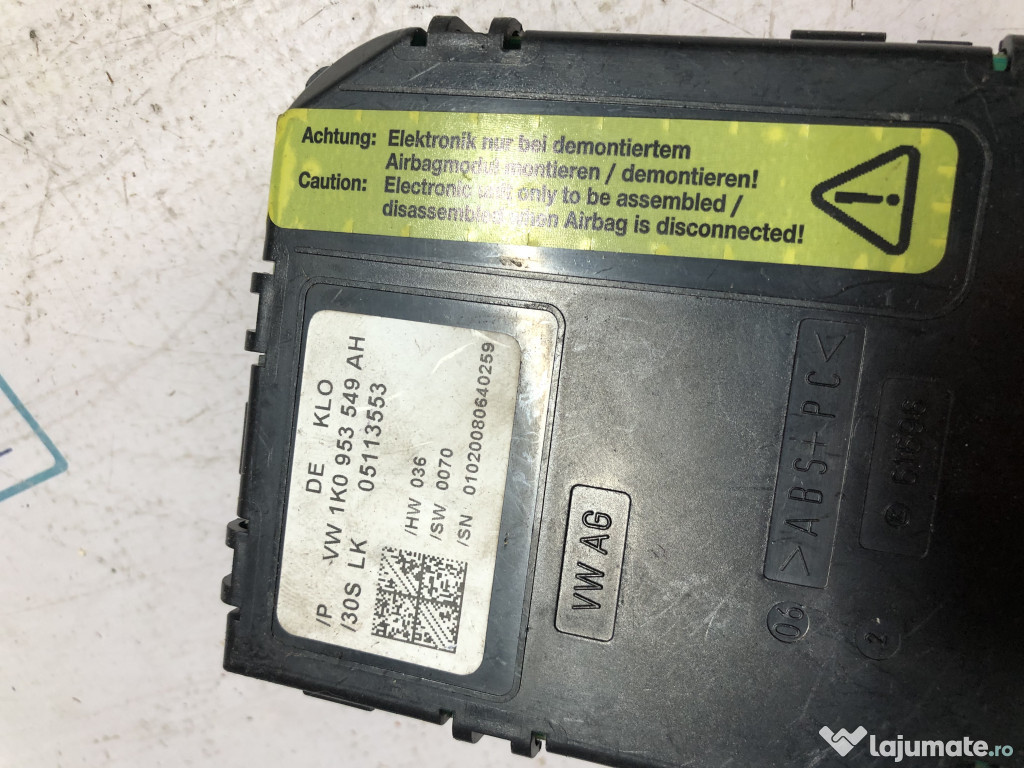 Achtung: Elektronik nur bei demontiertem
Airbagmodul montieren / demontieren!
Caution: Electronic unit only to be assembled /
disassembled when Airbag is disconnected!
DE KLO
/P VW 1K0 953 549 AH
/30S LK 05113553
/HW 036
/SW 0070
/SN 01020080640259
VW AG
>ABS+PC<
06
2
lajumate.ro